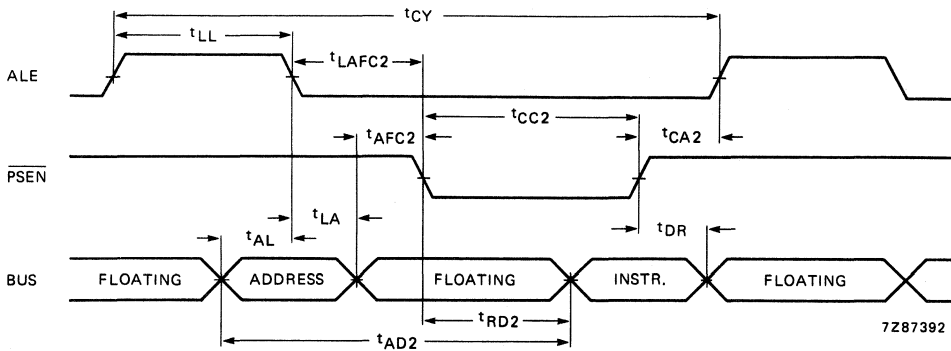 tCY
tLL
ALE
tLAFC2
tCC2
tAFC2
tCA2
PSEN
tLA
tAL
tDR
BUS FLOATING ADDRESS FLOATING INSTR. FLOATING
tRD2
7Z87392
tAD2